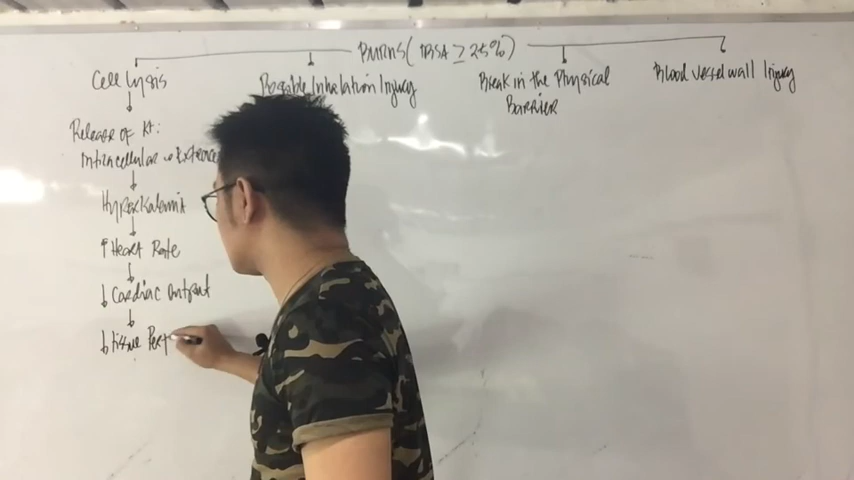 BURNS (TBSA ≥ 25%)
Cell lysis
Possible Inhalation Injury
Break in the Physical
Barrier
Blood vessel wall Injury
Release of K+:
Intracellular →
Hyperkalemia
↑ Heart Rate
↓ Cardiac Output
↓ tissue Perf